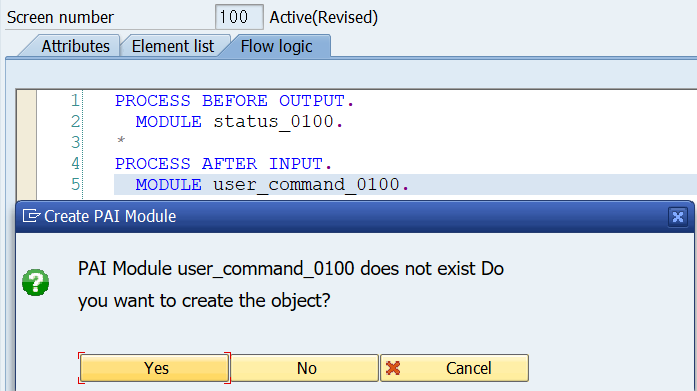 Screen number 100 Active(Revised)
Attributes Element list Flow logic
1 PROCESS BEFORE OUTPUT.
2 MODULE status_0100.
3 *
4 PROCESS AFTER INPUT.
5 MODULE user_command_0100.
Create PAI Module
PAI Module user_command_0100 does not exist Do
you want to create the object?
Yes No Cancel